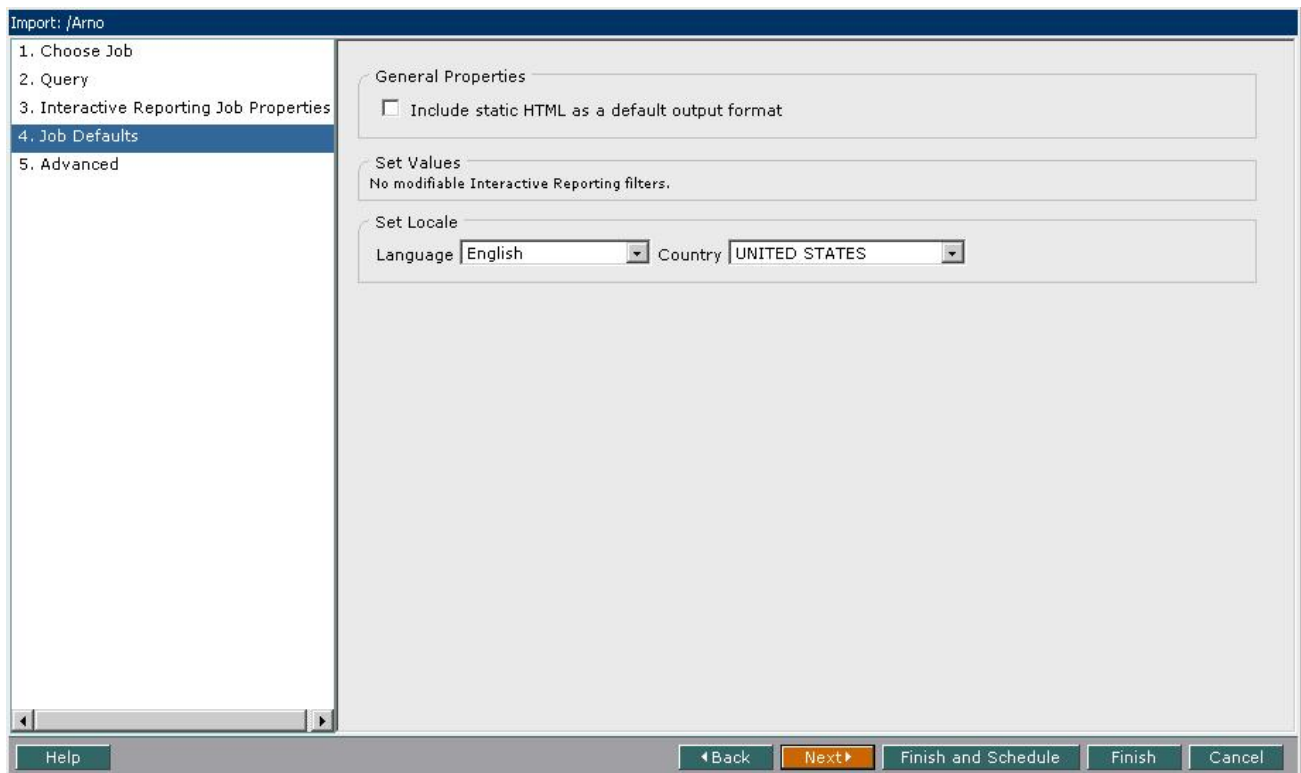 Import: /Arno
1. Choose Job
2. Query
3. Interactive Reporting Job Properties
4. Job Defaults
5. Advanced
General Properties
Include static HTML as a default output format
Set Values
No modifiable Interactive Reporting filters.
Set Locale
Language English Country UNITED STATES
Help Back Next Finish and Schedule Finish Cancel